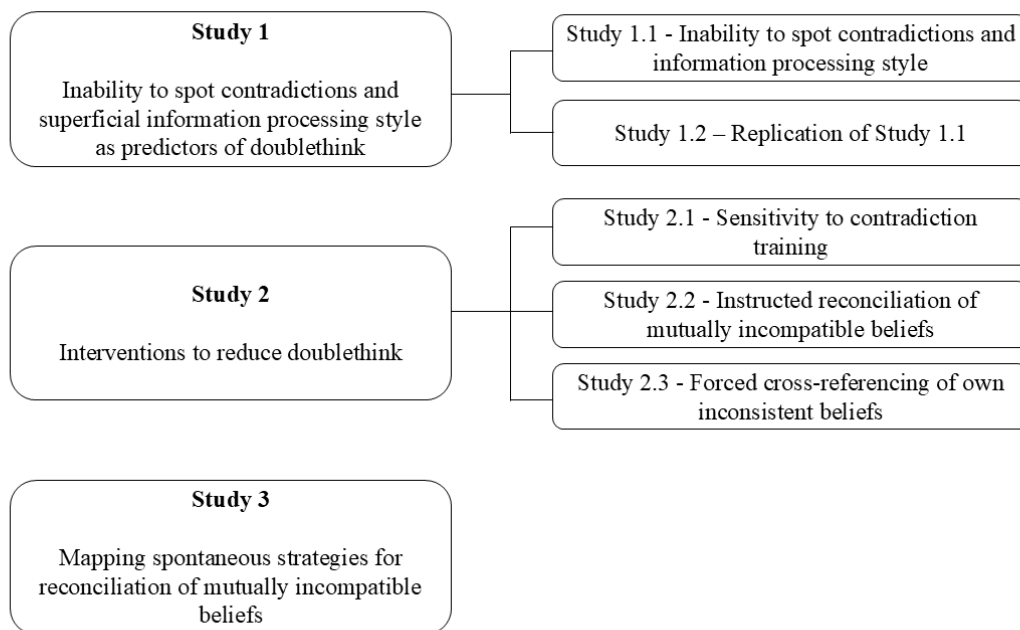 Study 1
Inability to spot contradictions and
superficial information processing style
as predictors of doublethink
Study 1.1 - Inability to spot contradictions and
information processing style
Study 1.2 – Replication of Study 1.1
Study 2
Interventions to reduce doublethink
Study 2.1 - Sensitivity to contradiction
training
Study 2.2 - Instructed reconciliation of
mutually incompatible beliefs
Study 2.3 - Forced cross-referencing of own
inconsistent beliefs
Study 3
Mapping spontaneous strategies for
reconciliation of mutually incompatible
beliefs